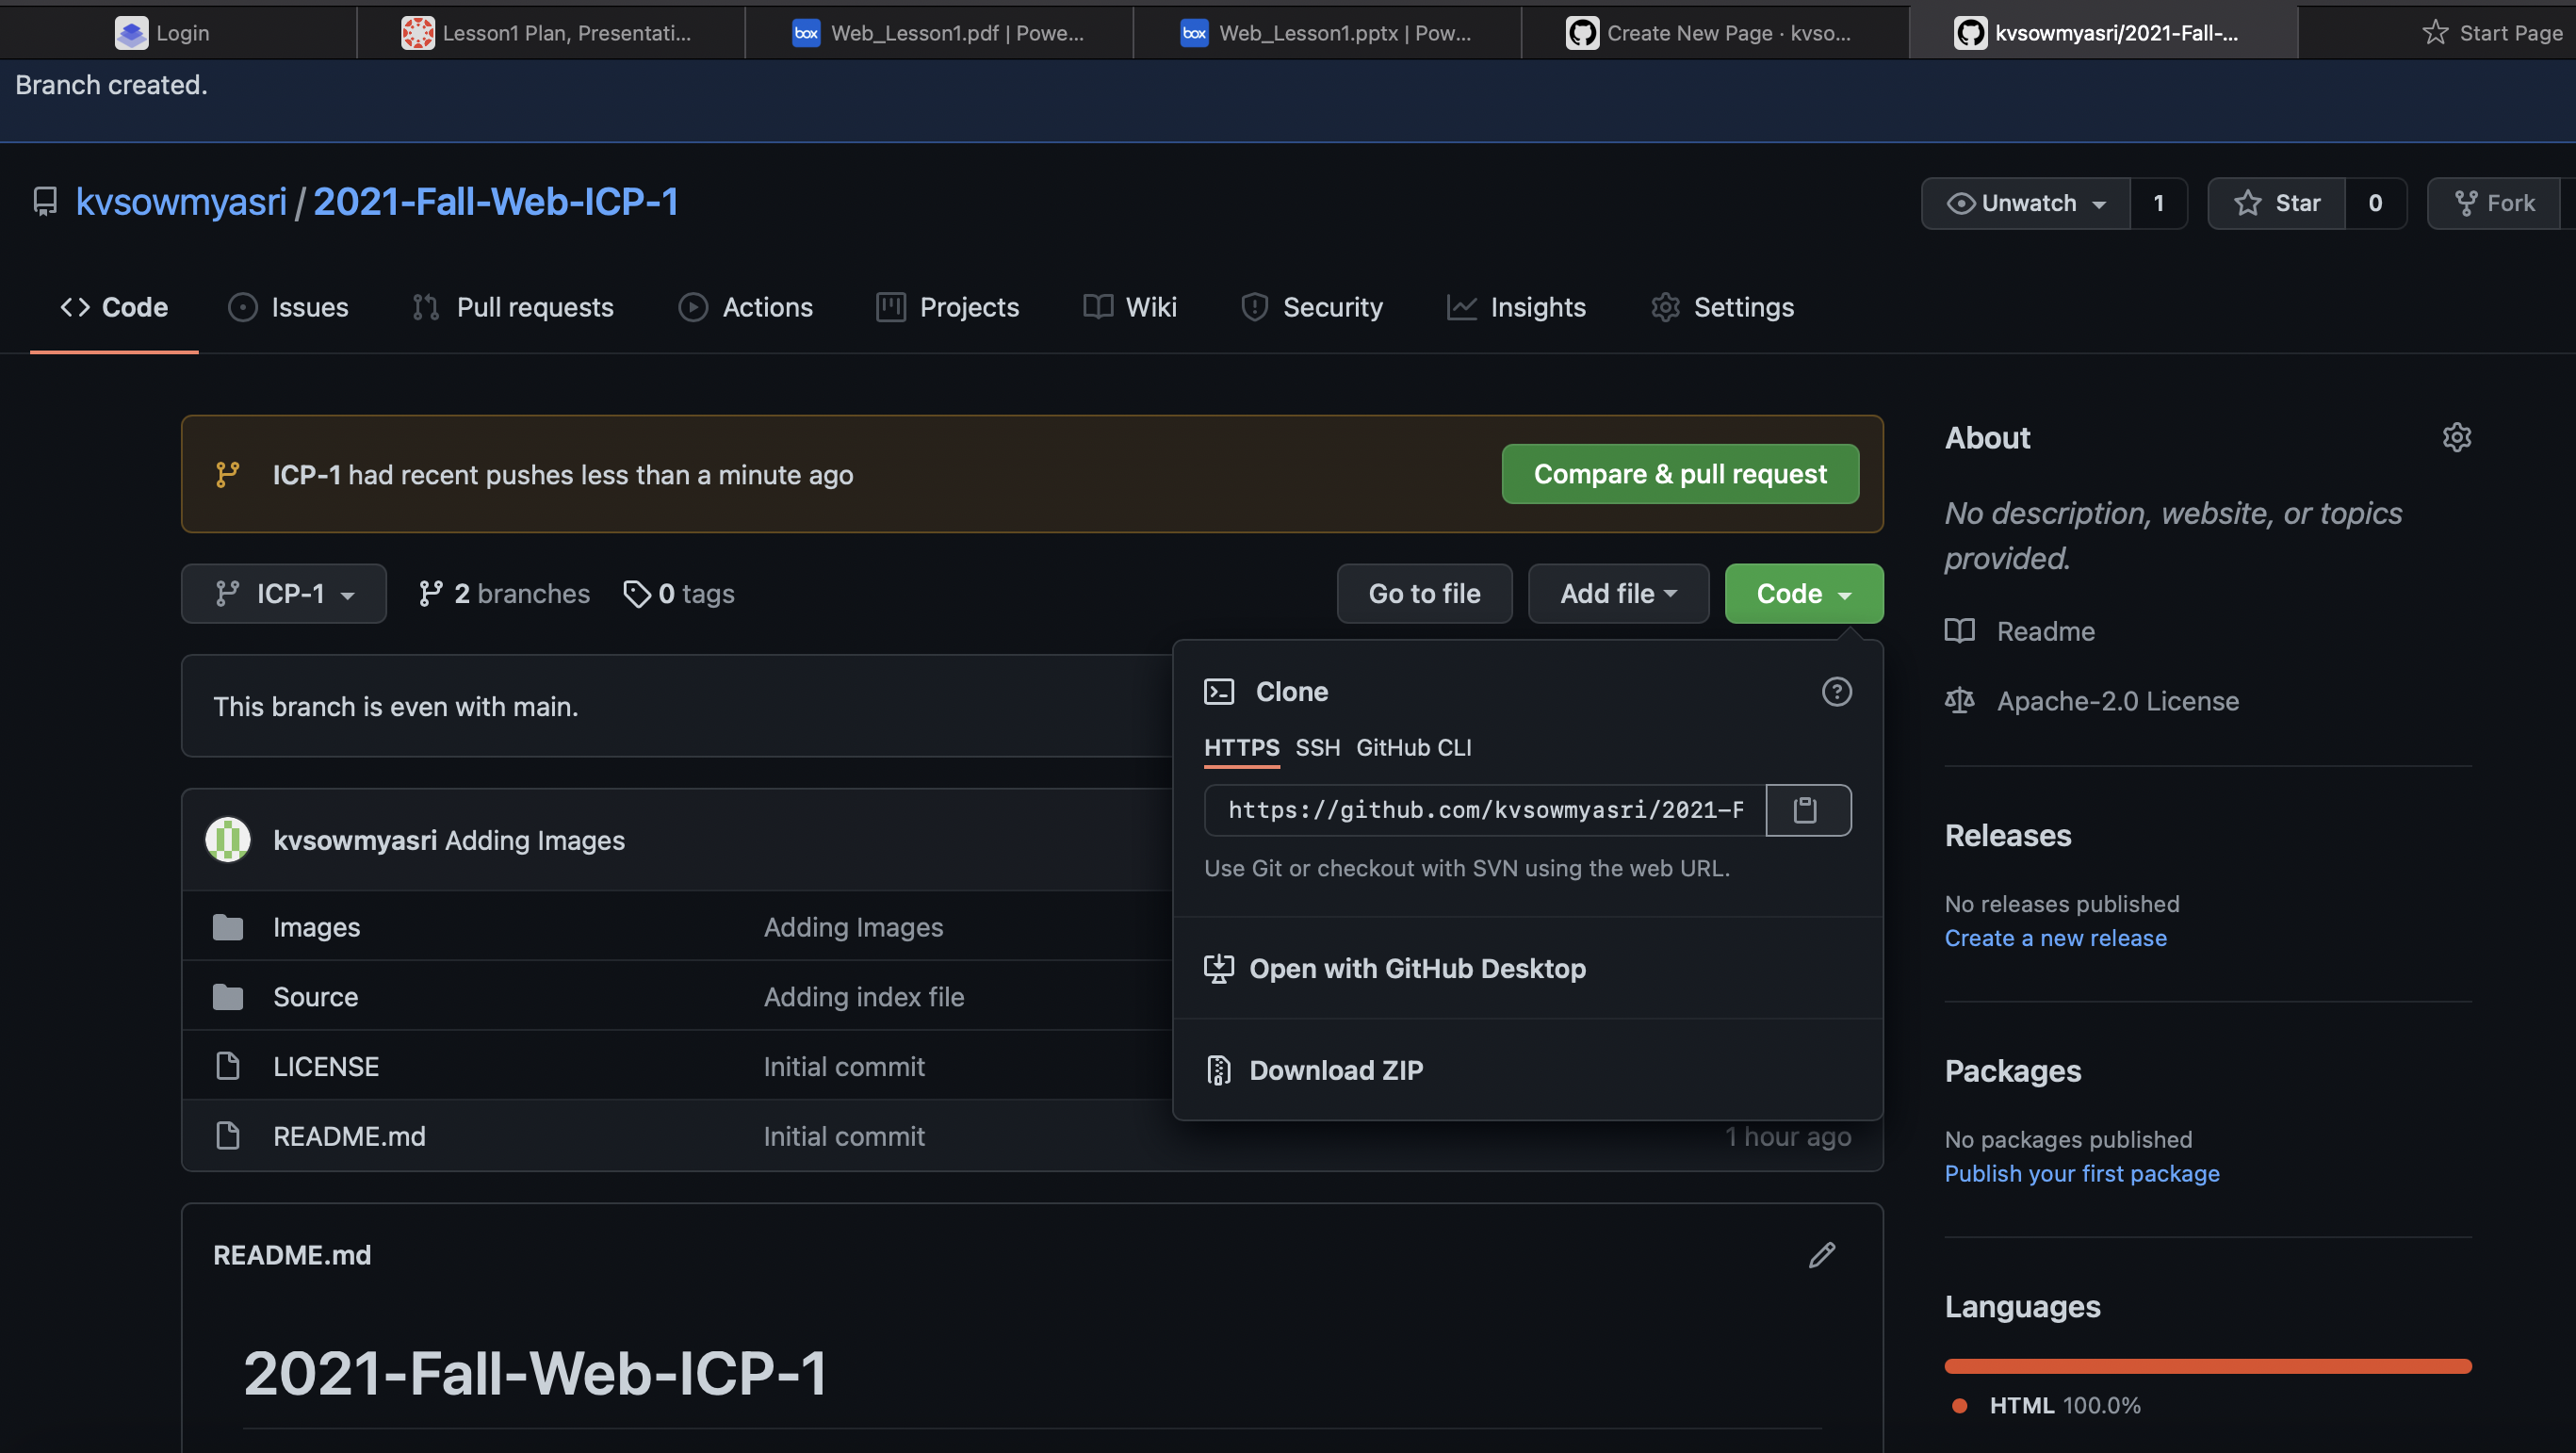 Login
Lesson1 Plan, Presentati...
Web_Lesson1.pdf | Powe...
Web_Lesson1.pptx | Pow...
Create New Page · kvso...
kvsowmyasri/2021-Fall-...
Start Page
Branch created.
kvsowmyasri / 2021-Fall-Web-ICP-1
Unwatch 1
Star 0
Fork
Code
Issues
Pull requests
Actions
Projects
Wiki
Security
Insights
Settings
ICP-1 had recent pushes less than a minute ago
Compare & pull request
ICP-1
2 branches
0 tags
Go to file
Add file
Code
This branch is even with main.
Clone
HTTPS SSH GitHub CLI
https://github.com/kvsowmyasri/2021-F
Use Git or checkout with SVN using the web URL.
Open with GitHub Desktop
Download ZIP
kvsowmyasri Adding Images
Images Adding Images
Source Adding index file
LICENSE Initial commit
README.md Initial commit 1 hour ago
README.md
2021-Fall-Web-ICP-1
About
No description, website, or topics
provided.
Readme
Apache-2.0 License
Releases
No releases published
Create a new release
Packages
No packages published
Publish your first package
Languages
HTML 100.0%
box
box